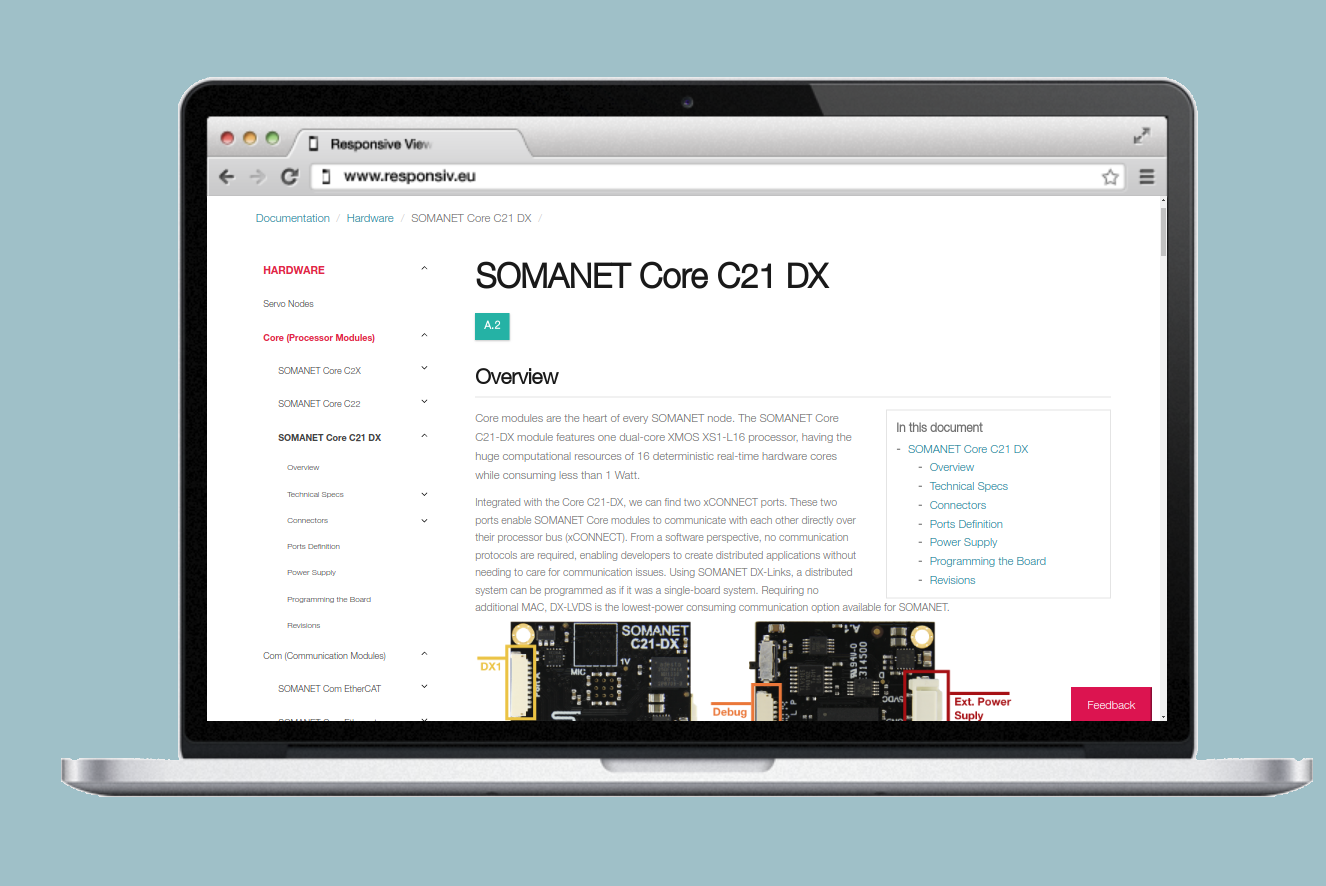 Responsive View
www.responsiv.eu
Documentation / Hardware / SOMANET Core C21 DX /
HARDWARE
Servo Nodes
Core (Processor Modules)
SOMANET Core C2X
SOMANET Core C22
SOMANET Core C21 DX
Overview
Technical Specs
Connectors
Ports Definition
Power Supply
Programming the Board
Revisions
Com (Communication Modules)
SOMANET Com EtherCAT
SOMANET Core C21 DX
A.2
Overview
Core modules are the heart of every SOMANET node. The SOMANET Core
C21-DX module features one dual-core XMOS XS1-L16 processor, having the
huge computational resources of 16 deterministic real-time hardware cores
while consuming less than 1 Watt.
Integrated with the Core C21-DX, we can find two xCONNECT ports. These two
ports enable SOMANET Core modules to communicate with each other directly over
their processor bus (xCONNECT). From a software perspective, no communication
protocols are required, enabling developers to create distributed applications without
needing to care for communication issues. Using SOMANET DX-Links, a distributed
system can be programmed as if it was a single-board system. Requiring no
additional MAC, DX-LVDS is the lowest-power consuming communication option available for SOMANET.
In this document
- SOMANET Core C21 DX
- Overview
- Technical Specs
- Connectors
- Ports Definition
- Power Supply
- Programming the Board
- Revisions
SOMANET
C21-DX
DX1
MIC
1V
A.1
94V-0
314500
5VDC
Debug
Ext. Power
Suply
Feedback